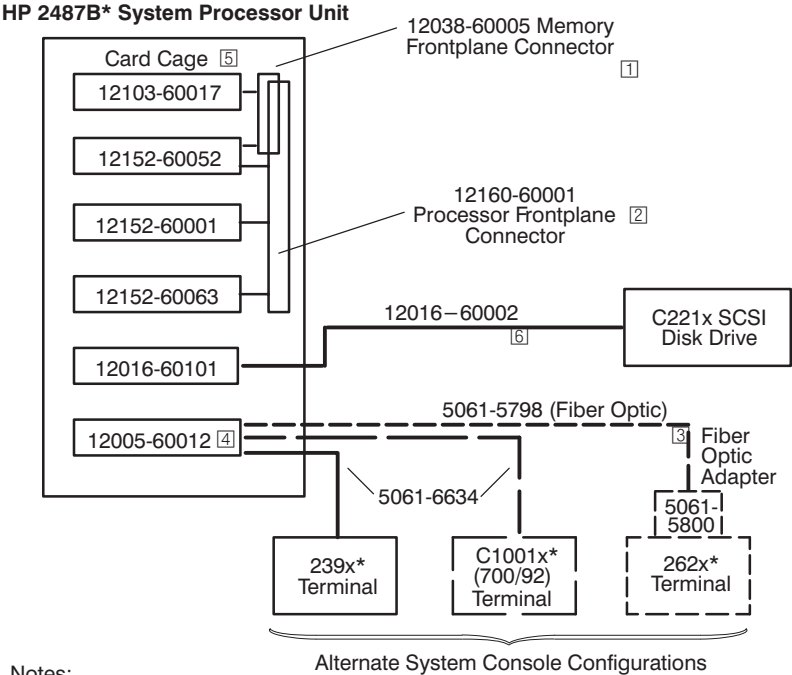 HP 2487B* System Processor Unit
12038-60005 Memory
Frontplane Connector
1
Card Cage 5
12103-60017
12152-60052
12160-60001
Processor Frontplane 2
Connector
12152-60001
12152-60063
12016−60002
6
C221x SCSI
Disk Drive
12016-60101
5061-5798 (Fiber Optic)
12005-60012 4
3 Fiber
Optic
Adapter
5061-6634
5061-
5800
239x*
Terminal
C1001x*
(700/92)
Terminal
262x*
Terminal
Alternate System Console Configurations
Notes: